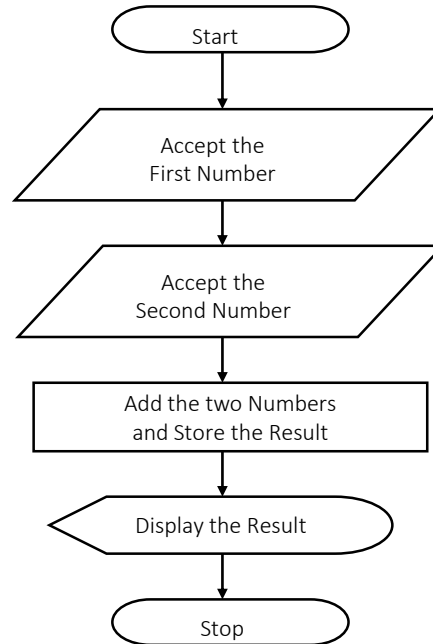 Start
Accept the
First Number
Accept the
Second Number
Add the two Numbers
and Store the Result
Display the Result
Stop